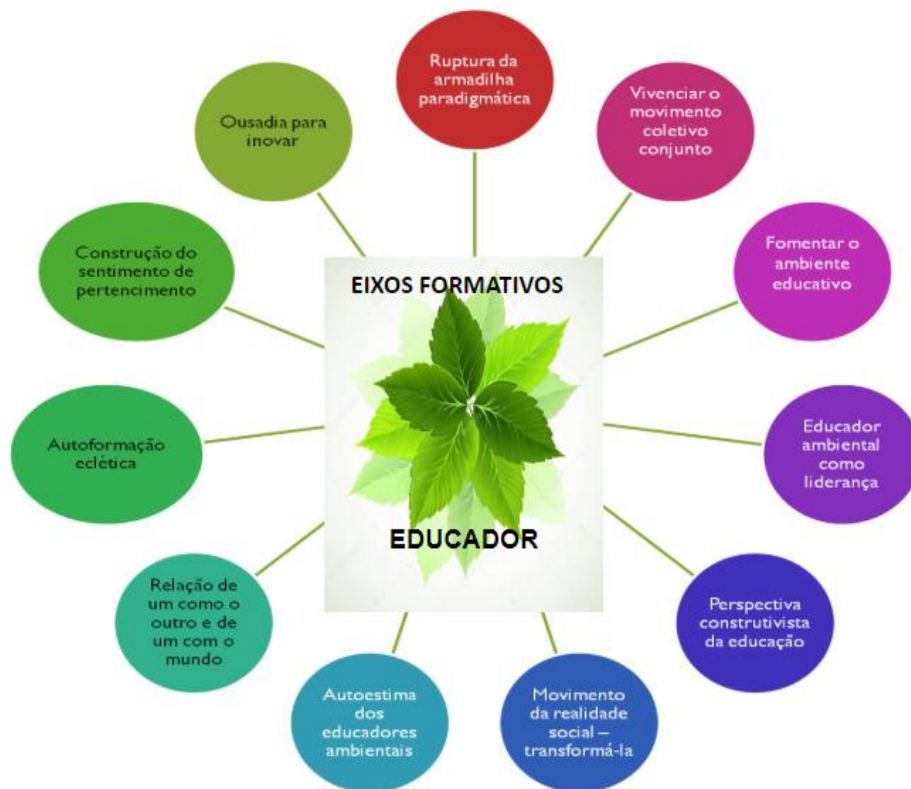 Ruptura da
armadilha
paradigmática
Vivenciar o
movimento
coletivo
conjunto
Fomentar o
ambiente
educativo
Educador
ambiental
como
liderança
Perspectiva
construtivista
da educação
Movimento
da realidade
social –
transformá-la
Autoestima
dos
educadores
ambientais
Relação de
um como o
outro e de
um com o
mundo
Autoformação
eclética
Construção do
sentimento de
pertencimento
Ousadia para
inovar
EIXOS FORMATIVOS
EDUCADOR